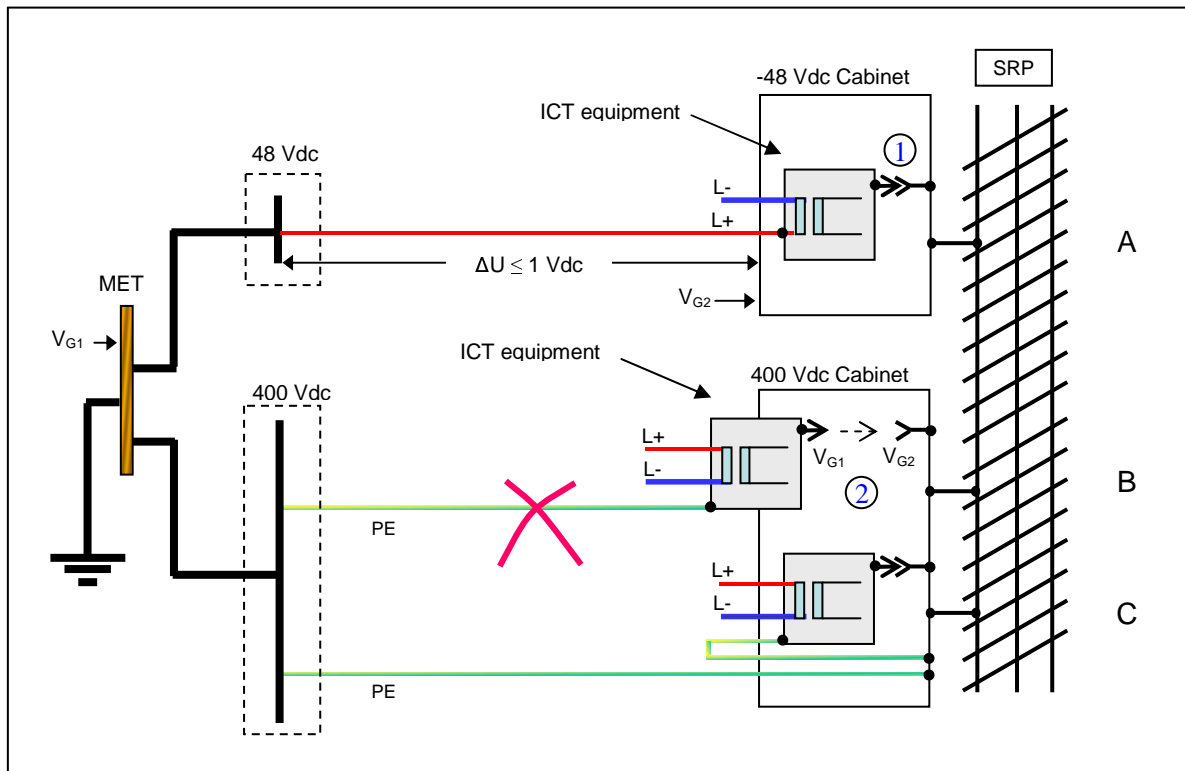 SRP
-48 Vdc Cabinet
ICT equipment
1
48 Vdc
L-
L+
A
ΔU ≤ 1 Vdc
MET
VG2
VG1
ICT equipment
400 Vdc Cabinet
400 Vdc
L+
VG1
VG2
L-
2
B
PE
L+
L-
C
PE